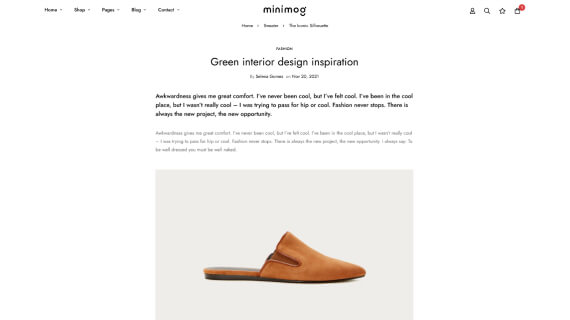 Home Shop Pages Blog Contact
minimog
1
Home Sneaker The Iconic Silhouette
FASHION
Green interior design inspiration
By Selena Gomez on Nov 20, 2021
Awkwardness gives me great comfort. I've never been cool, but I've felt cool. I've been in the cool
place, but I wasn't really cool – I was trying to pass for hip or cool. Fashion never stops. There is
always the new project, the new opportunity.
Awkwardness gives me great comfort. I've never been cool, but I've felt cool. I've been in the cool place, but I wasn't really cool
– I was trying to pass for hip or cool. Fashion never stops. There is always the new project, the new opportunity. I always say: To
be well dressed you must be well naked.